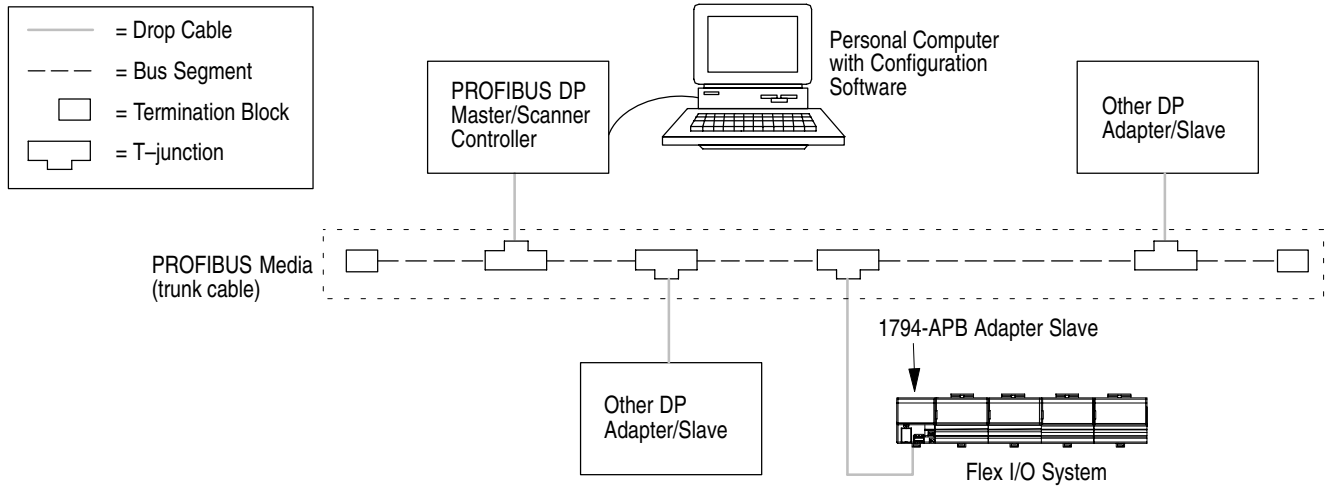 = Drop Cable
= Bus Segment
= Termination Block
= T–junction
PROFIBUS DP
Master/Scanner
Controller
Personal Computer
with Configuration
Software
Other DP
Adapter/Slave
PROFIBUS Media
(trunk cable)
1794-APB Adapter Slave
Other DP
Adapter/Slave
Flex I/O System